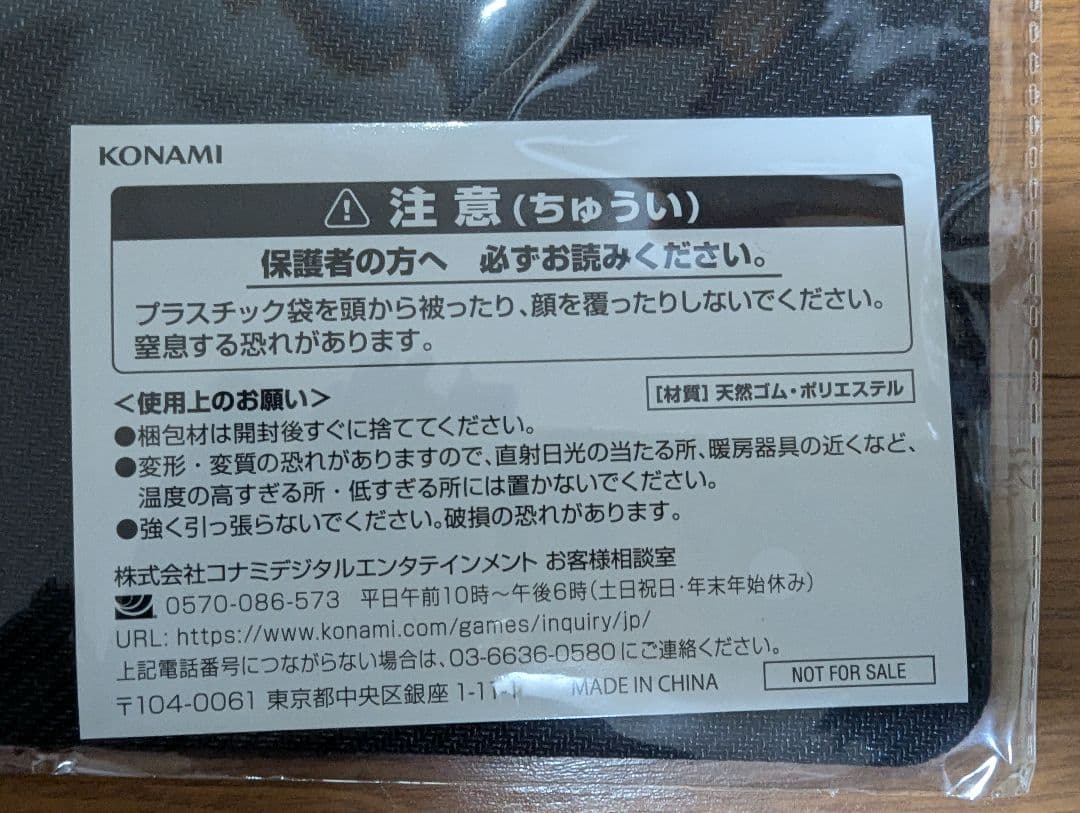 KONAMI
注意(ちゅうい)
保護者の方へ 必ずお読みください。
プラスチック袋を頭から被ったり、顔を覆ったりしないでください。
窒息する恐れがあります。
<使用上のお願い>
[材質] 天然ゴム・ポリエステル
●梱包材は開封後すぐに捨ててください。
●変形・変質の恐れがありますので、直射日光の当たる所、暖房器具の近くなど、
温度の高すぎる所・低すぎる所には置かないでください。
●強く引っ張らないでください。破損の恐れがあります。
株式会社コナミデジタルエンタテインメント お客様相談室
0570-086-573 平日午前10時～午後6時(土日祝日・年末年始休み)
URL: https://www.konami.com/games/inquiry/jp/
上記電話番号につながらない場合は、03-6636-0580にご連絡ください。
〒104-0061 東京都中央区銀座 1-11-1 MADE IN CHINA
NOT FOR SALE